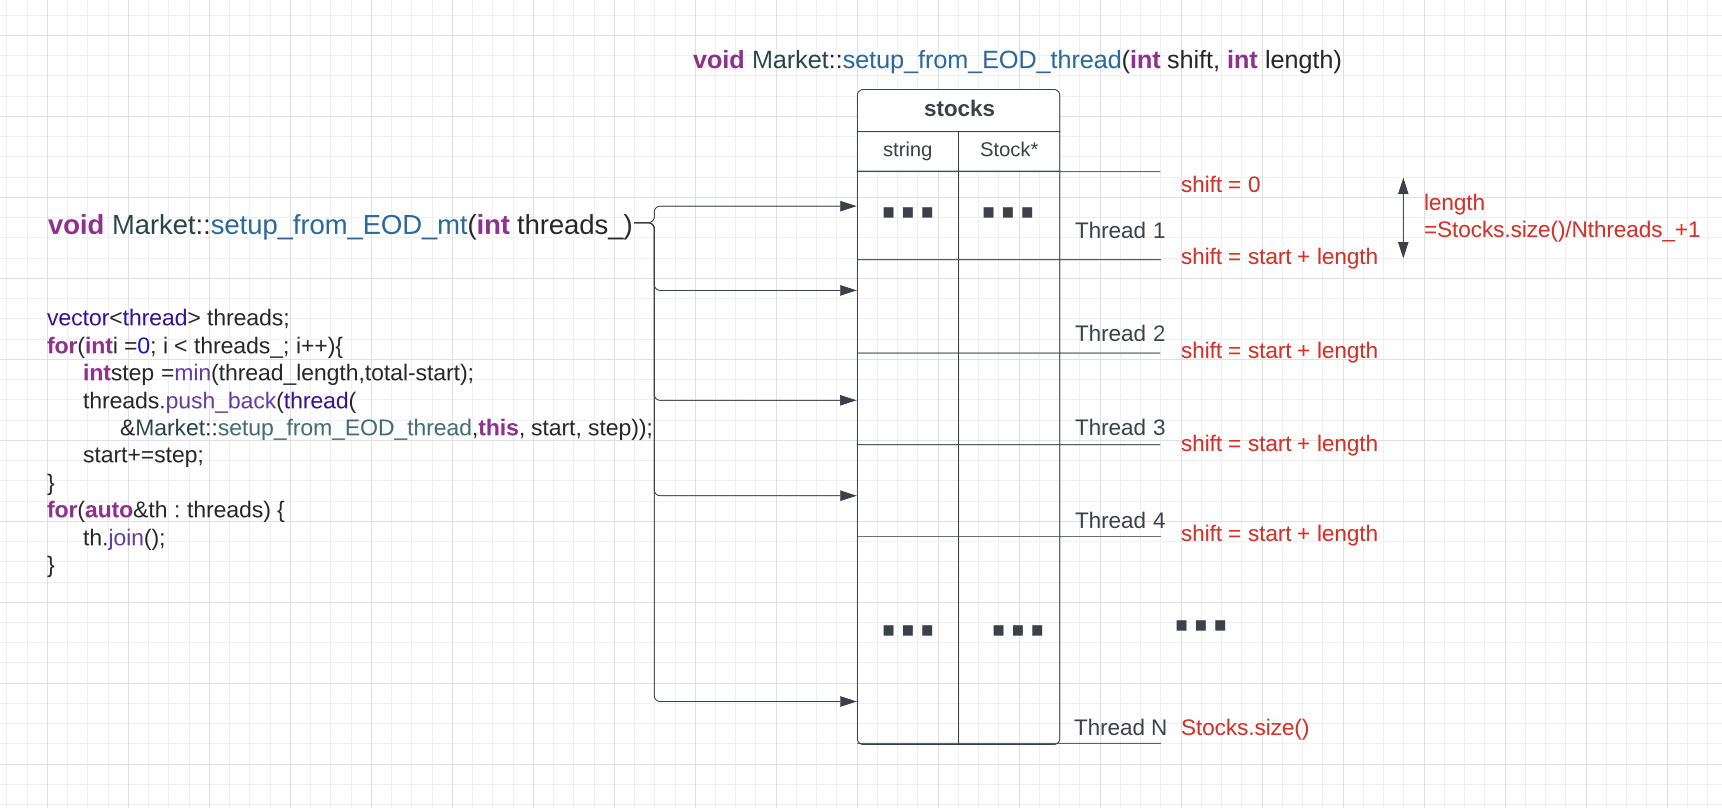 void Market::setup_from_EOD_thread(int shift, int length)
stocks
string Stock*
void Market::setup_from_EOD_mt(int threads_)
vector<thread> threads;
for(inti =0; i < threads_; i++){
intstep =min(thread_length,total-start);
threads.push_back(thread(
&Market::setup_from_EOD_thread,this, start, step));
start+=step;
}
for(auto&th : threads) {
th.join();
}
shift = 0
Thread 1
shift = start + length
length
=Stocks.size()/Nthreads_+1
Thread 2
shift = start + length
Thread 3
shift = start + length
Thread 4
shift = start + length
Thread N
Stocks.size()